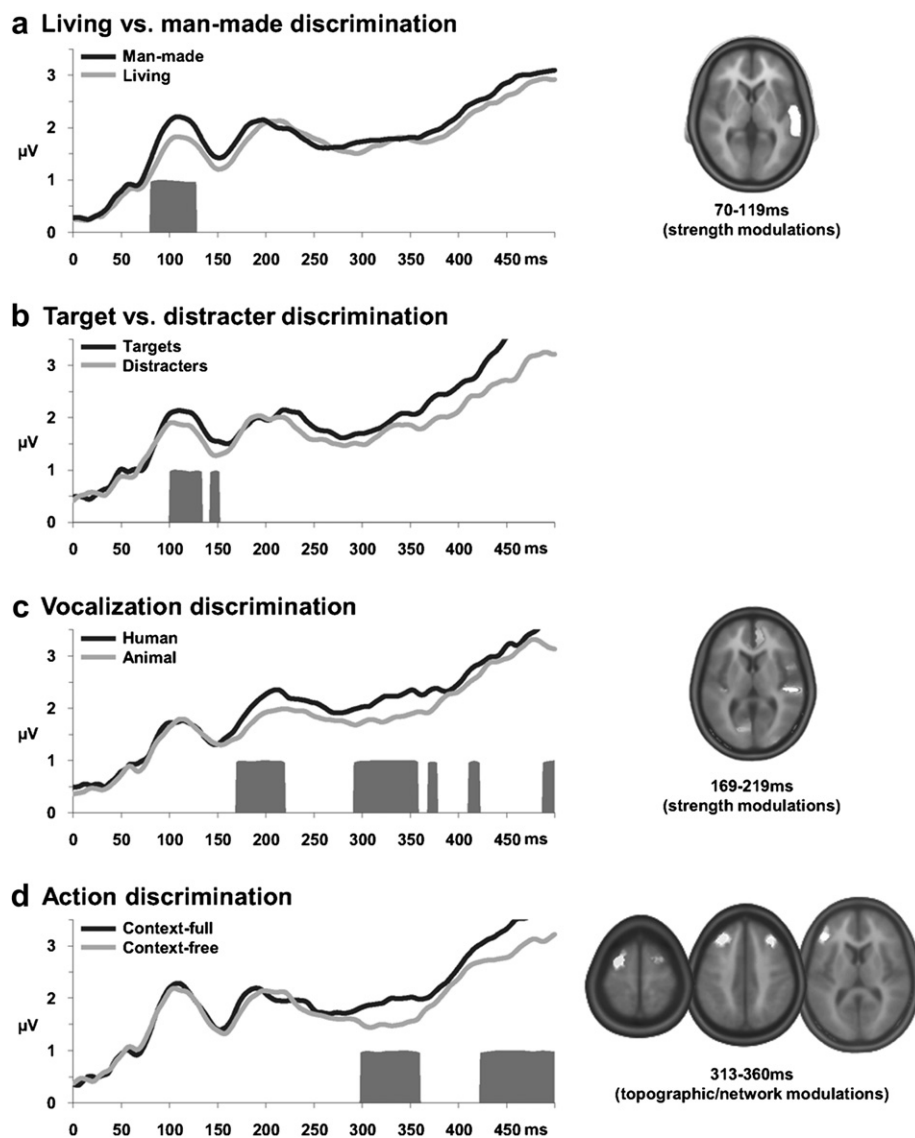 a Living vs. man-made discrimination
Man-made
Living
3
2
µV
1
0
0 50 100 150 200 250 300 350 400 450 ms
70-119ms
(strength modulations)
b Target vs. distracter discrimination
Targets
Distracters
3
2
µV
1
0
0 50 100 150 200 250 300 350 400 450 ms
c Vocalization discrimination
Human
Animal
3
2
µV
1
0
0 50 100 150 200 250 300 350 400 450 ms
169-219ms
(strength modulations)
d Action discrimination
Context-full
Context-free
3
2
µV
1
0
0 50 100 150 200 250 300 350 400 450 ms
313-360ms
(topographic/network modulations)